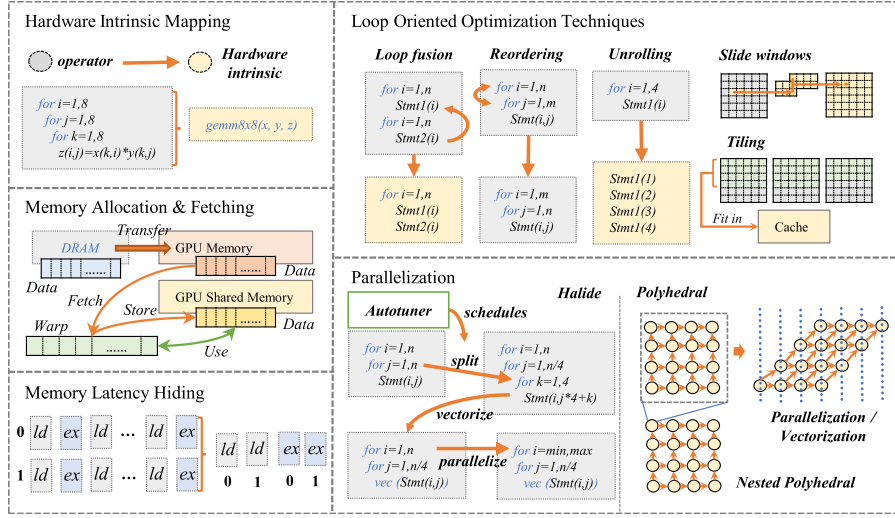 Hardware Intrinsic Mapping
operator
Hardware
intrinsic
for i=1,8
for j=1,8
for k=1,8
z(i,j)=x(k,i)*y(k,j)
gemm8x8(x, y, z)
Memory Allocation & Fetching
Transfer
DRAM
GPU Memory
......
......
Data
Data
Fetch
GPU Shared Memory
Store
......
Data
Warp
......
Use
Memory Latency Hiding
0 ld ex ld ... ld ex
1 ld ex ld ... ld ex
ld ld ex ex
0 1 0 1
Loop Oriented Optimization Techniques
Loop fusion
for i=1,n
Stmt1(i)
for i=1,n
Stmt2(i)
for i=1,n
Stmt1(i)
Stmt2(i)
Reordering
for i=1,n
for j=1,m
Stmt(i,j)
for i=1,m
for j=1,n
Stmt(i,j)
Unrolling
for i=1,4
Stmt1(i)
Stmt1(1)
Stmt1(2)
Stmt1(3)
Stmt1(4)
Slide windows
Tiling
Fit in
Cache
Parallelization
Autotuner
schedules
Halide
for i=1,n
for j=1,n
Stmt(i,j)
split
for i=1,n
for j=1,n/4
for k=1,4
Stmt(i,j*4+k)
vectorize
for i=1,n
for j=1,n/4
vec (Stmt(i,j))
parallelize
for i=min,max
for j=1,n/4
vec (Stmt(i,j))
Polyhedral
Parallelization /
Vectorization
Nested Polyhedral